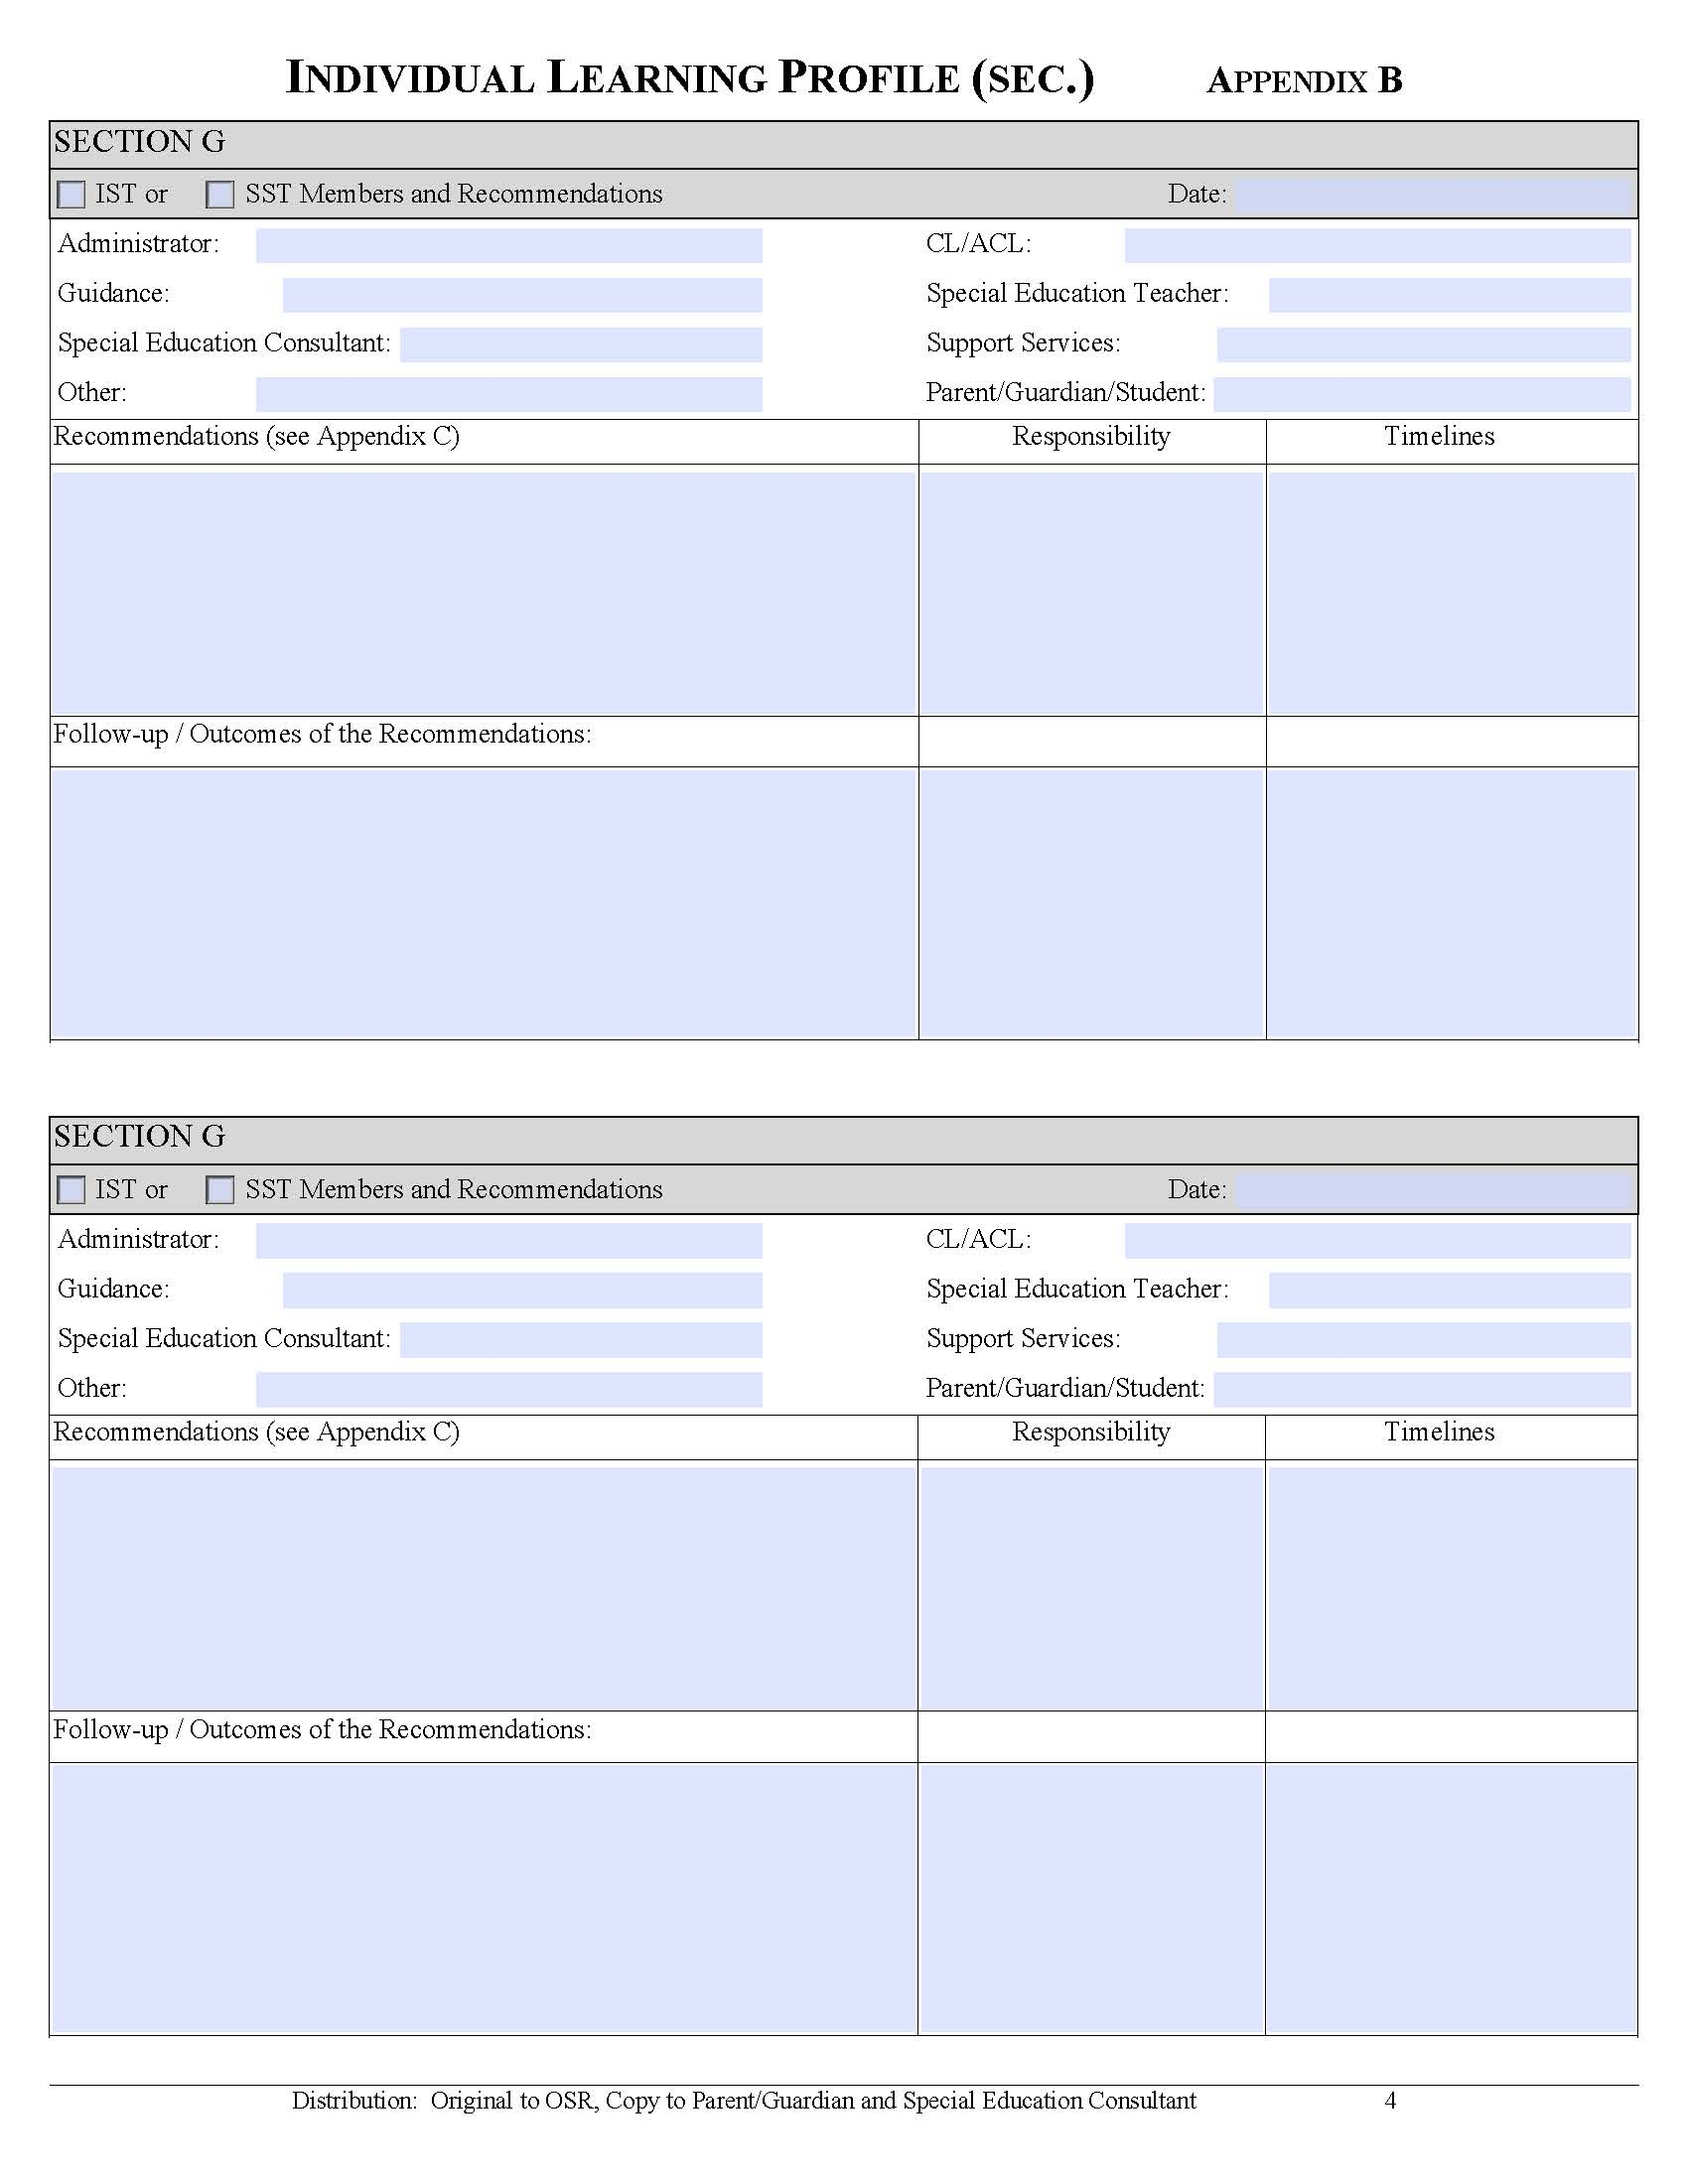 INDIVIDUAL LEARNING PROFILE (SEC.) APPENDIX B
SECTION G
IST or SST Members and Recommendations Date:
Administrator: CL/ACL:
Guidance: Special Education Teacher:
Special Education Consultant: Support Services:
Other: Parent/Guardian/Student:
Recommendations (see Appendix C) Responsibility Timelines
Follow-up / Outcomes of the Recommendations:
SECTION G
IST or SST Members and Recommendations Date:
Administrator: CL/ACL:
Guidance: Special Education Teacher:
Special Education Consultant: Support Services:
Other: Parent/Guardian/Student:
Recommendations (see Appendix C) Responsibility Timelines
Follow-up / Outcomes of the Recommendations:
Distribution: Original to OSR, Copy to Parent/Guardian and Special Education Consultant 4